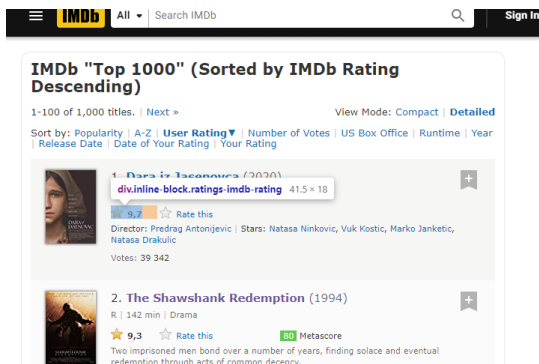 IMDb All Search IMDb Sign In
IMDb "Top 1000" (Sorted by IMDb Rating
Descending)
1-100 of 1,000 titles. | Next » View Mode: Compact | Detailed
Sort by: Popularity | A-Z | User Rating▼ | Number of Votes | US Box Office | Runtime | Year
| Release Date | Date of Your Rating | Your Rating
1. Dara iz Jasenovca (2020)
div.inline-block.ratings-imdb-rating 41.5 × 18
9,7 Rate this
Director: Predrag Antonijevic | Stars: Natasa Ninkovic, Vuk Kostic, Marko Janketic,
Natasa Drakulic
Votes: 39 342
2. The Shawshank Redemption (1994)
R | 142 min | Drama
9,3 Rate this 80 Metascore
Two imprisoned men bond over a number of years, finding solace and eventual
redemption through acts of common decency.